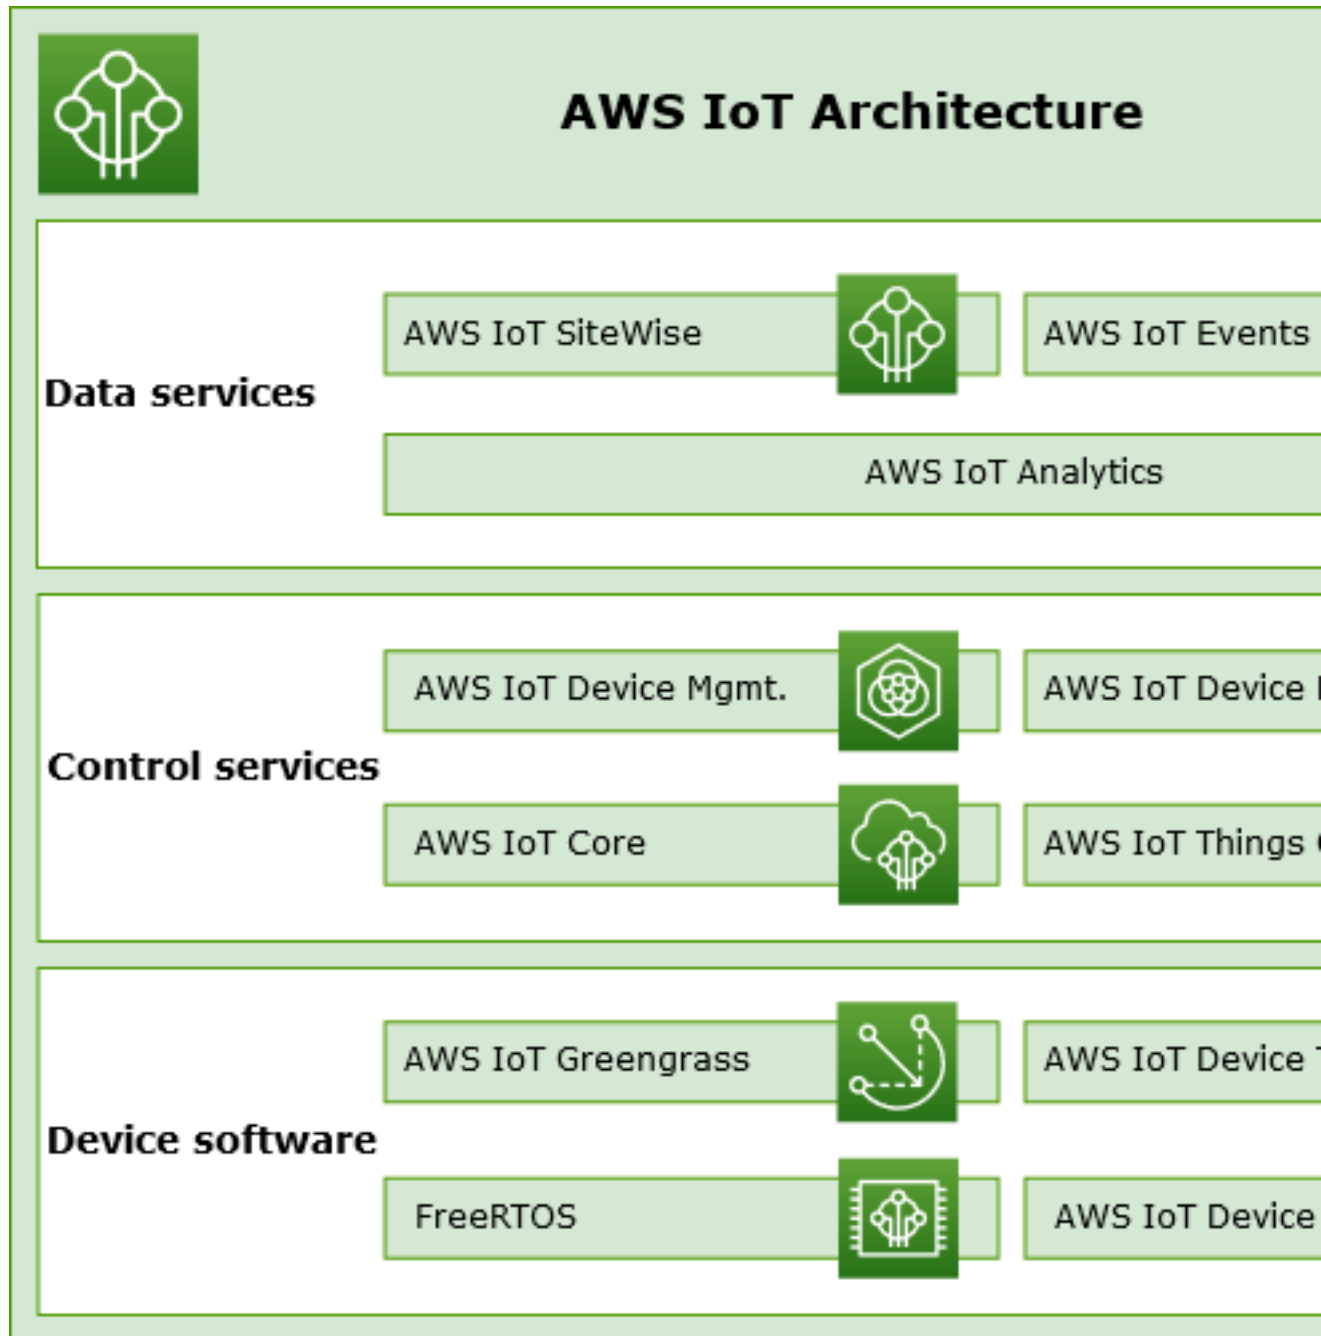 AWS IoT Architecture
Data services
AWS IoT SiteWise
AWS IoT Events
AWS IoT Analytics
Control services
AWS IoT Device Mgmt.
AWS IoT Device
AWS IoT Core
AWS IoT Things
Device software
AWS IoT Greengrass
AWS IoT Device
FreeRTOS
AWS IoT Device